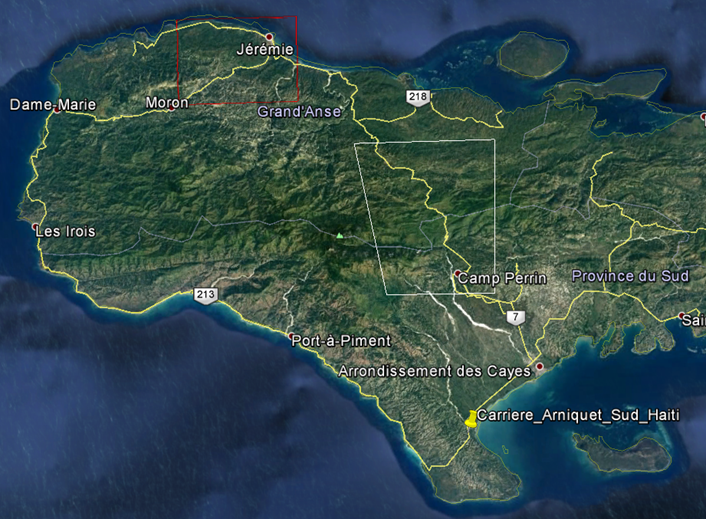 Jérémie
Dame-Marie
Moron
218
Grand'Anse
Les Irois
Camp Perrin
Province du Sud
213
7
Sai
Port-à-Piment
Arrondissement des Cayes
Carriere_Arniquet_Sud_Haiti